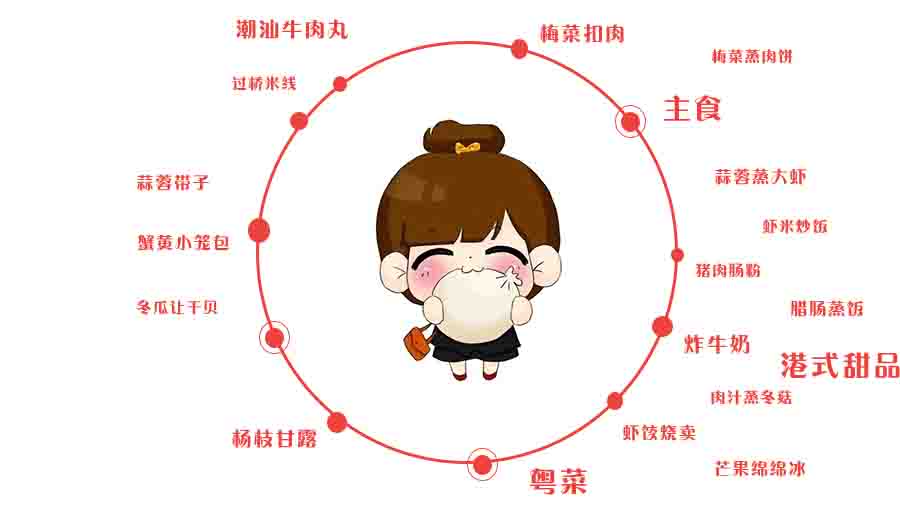 潮汕牛肉丸
梅菜扣肉
梅菜蒸肉饼
过桥米线
主食
蒜蓉带子
蒜蓉蒸大虾
虾米炒饭
蟹黄小笼包
猪肉肠粉
冬瓜让干贝
腊肠蒸饭
炸牛奶
港式甜品
肉汁蒸冬菇
杨枝甘露
虾饺烧卖
芒果绵绵冰
粤菜